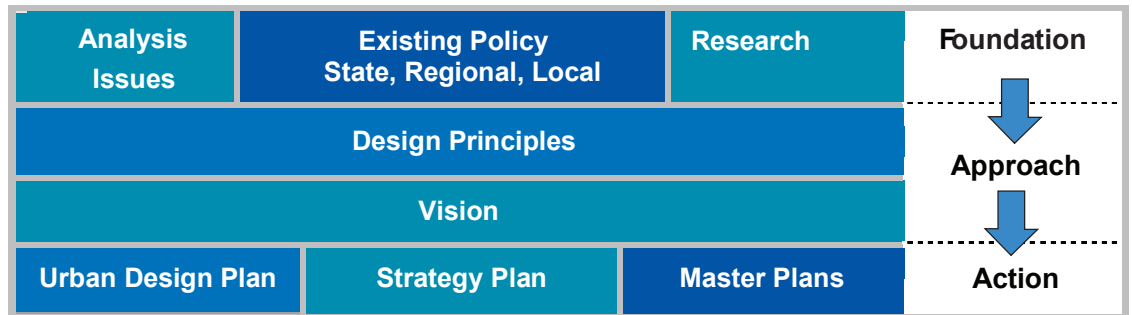 Analysis
Issues
Existing Policy
State, Regional, Local
Research
Foundation
Design Principles
Approach
Vision
Urban Design Plan
Strategy Plan
Master Plans
Action